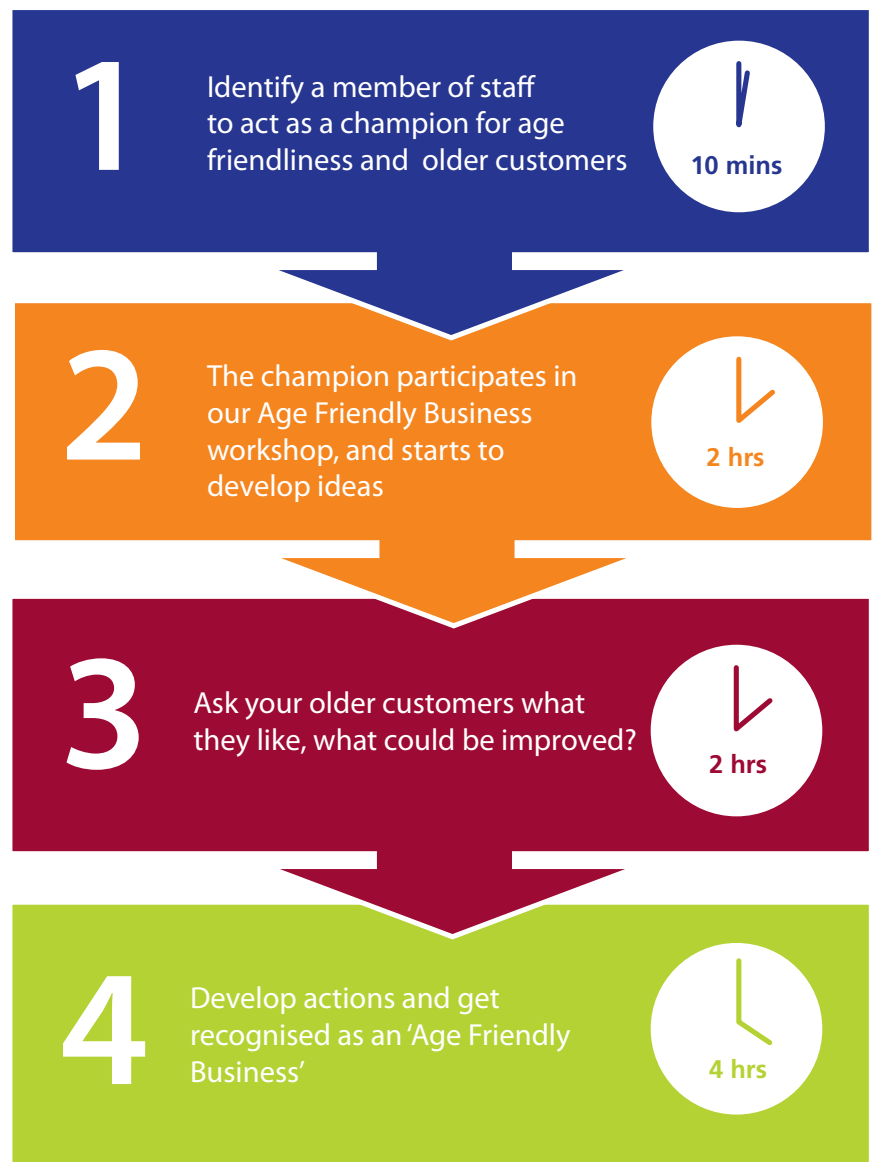 1
Identify a member of staff
to act as a champion for age
friendliness and older customers
10 mins
2
The champion participates in
our Age Friendly Business
workshop, and starts to
develop ideas
2 hrs
3
Ask your older customers what
they like, what could be improved?
2 hrs
4
Develop actions and get
recognised as an ‘Age Friendly
Business’
4 hrs